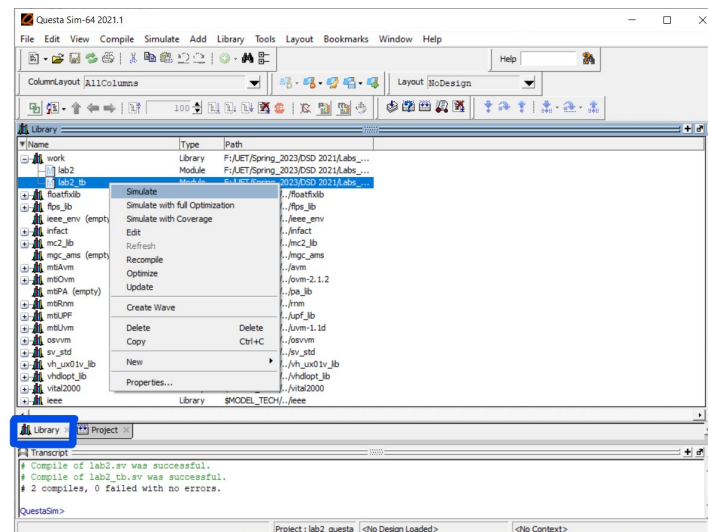 Questa Sim-64 2021.1
File Edit View Compile Simulate Add Library Tools Layout Bookmarks Window Help
Help
ColumnLayout AllColumns
Layout NoDesign
100
Library
Name Type Path
work Library F:/UET/Spring_2023/DSD 2021/Labs_...
lab2 Module F:/UET/Spring_2023/DSD 2021/Labs_...
lab2_tb Module F:/UET/Spring_2023/DSD 2021/Labs_...
floatfixlib /../floatfixlib
flps_lib /../flps_lib
ieee_env (empty /../ieee_env
infact /../infact
mc2_lib /../mc2_lib
mgc_ams (empty /../mgc_ams
mtiAvm /../avm
mtiOvm /../ovm-2.1.2
mtiPA (empty) /../pa_lib
mtiRnm /../rnm
mtiUPF /../upf_lib
mtiUvm /../uvm-1.1d
osvvm /../osvvm
sv_std /../sv_std
vh_ux01v_lib /../vh_ux01v_lib
vhdlopt_lib /../vhdlopt_lib
vital2000 /../vital2000
ieee Library $MODEL_TECH/../ieee
Simulate
Simulate with full Optimization
Simulate with Coverage
Edit
Refresh
Recompile
Optimize
Update
Create Wave
Delete Delete
Copy Ctrl+C
New
Properties...
Library Project
Transcript
# Compile of lab2.sv was successful.
# Compile of lab2_tb.sv was successful.
# 2 compiles, 0 failed with no errors.
QuestaSim>
Project : lab2_questa <No Design Loaded> <No Context>